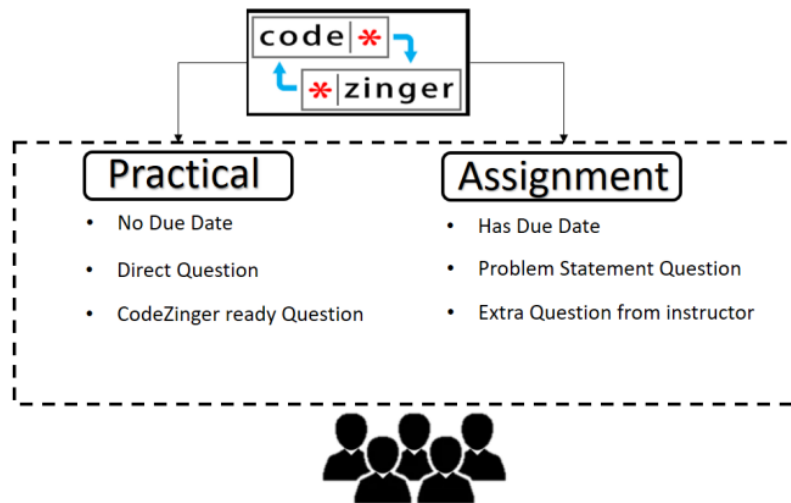 code|*
*|zinger
Practical
• No Due Date
• Direct Question
• CodeZinger ready Question
Assignment
• Has Due Date
• Problem Statement Question
• Extra Question from instructor